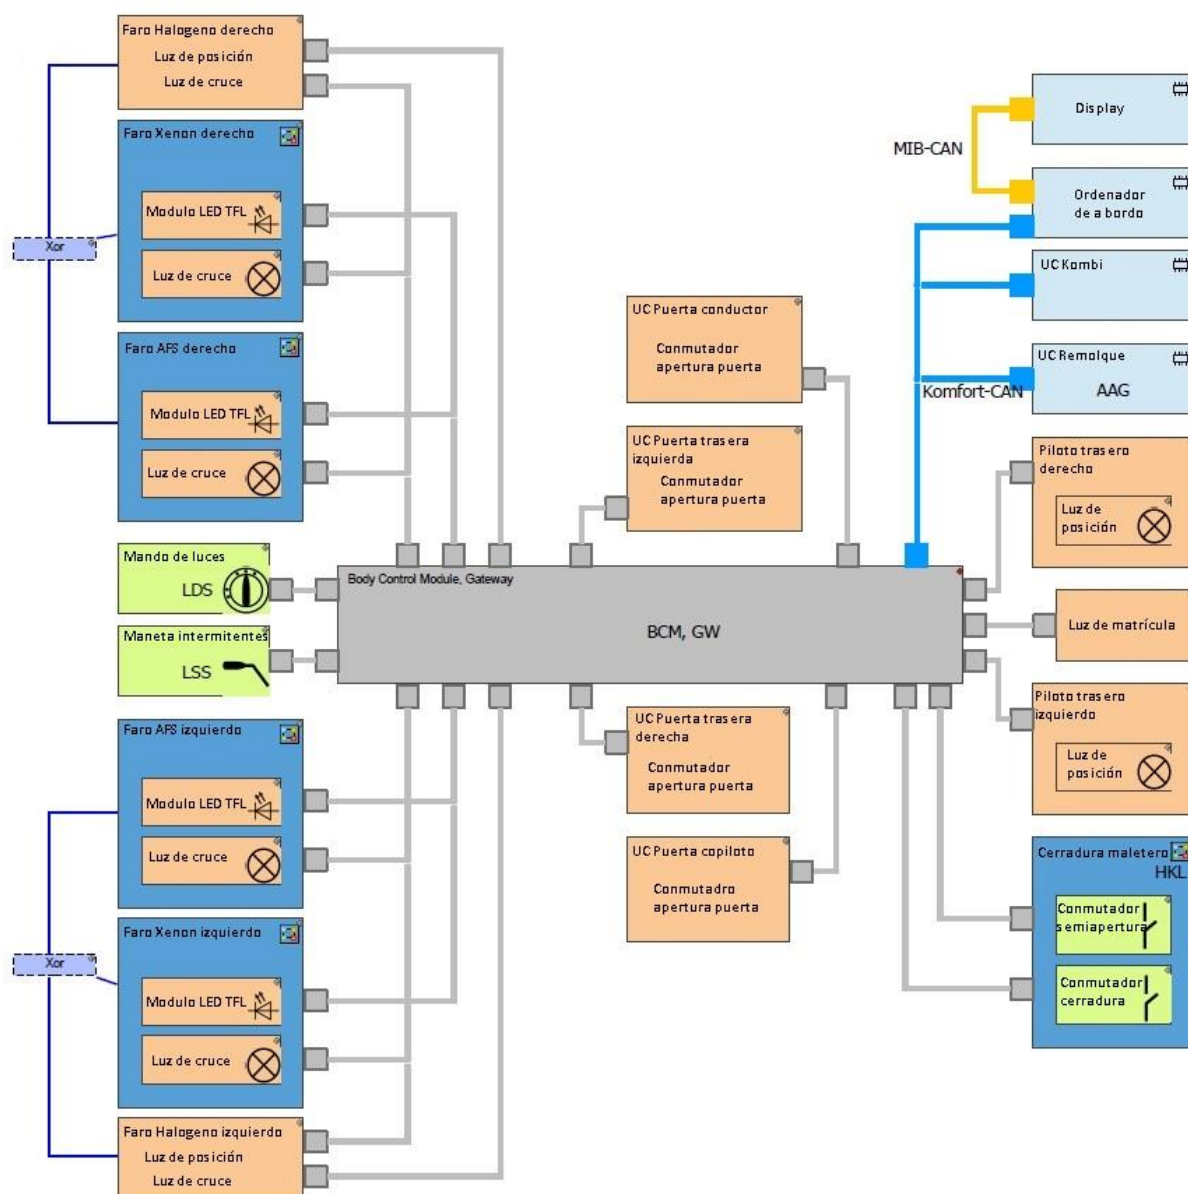 Faro Halogeno derecho
Luz de posición
Luz de cruce
Faro Xenon derecho
Modulo LED TFL
Xor
Luz de cruce
Faro AFS derecho
Modulo LED TFL
Luz de cruce
Mando de luces
LDS
Maneta intermitentes
LSS
Faro AFS izquierdo
Modulo LED TFL
Luz de cruce
Xor
Faro Xenon izquierdo
Modulo LED TFL
Luz de cruce
Faro Halogeno izquierdo
Luz de posición
Luz de cruce
UC Puerta conductor
Conmutador
apertura puerta
UC Puerta trasera
izquierda
Conmutador
apertura puerta
Body Control Module, Gateway
BCM, GW
UC Puerta trasera
derecha
Conmutador
apertura puerta
UC Puerta copiloto
Conmutadro
apertura puerta
MIB-CAN
Display
Ordenador
de a bordo
UC Kombi
Komfort-CAN
UC Remolque
AAG
Piloto trasero
derecho
Luz de
posición
Luz de matrícula
Piloto trasero
izquierdo
Luz de
posición
Cerradura maletero
HKL
Conmutador
semiapertura
Conmutador
cerradura